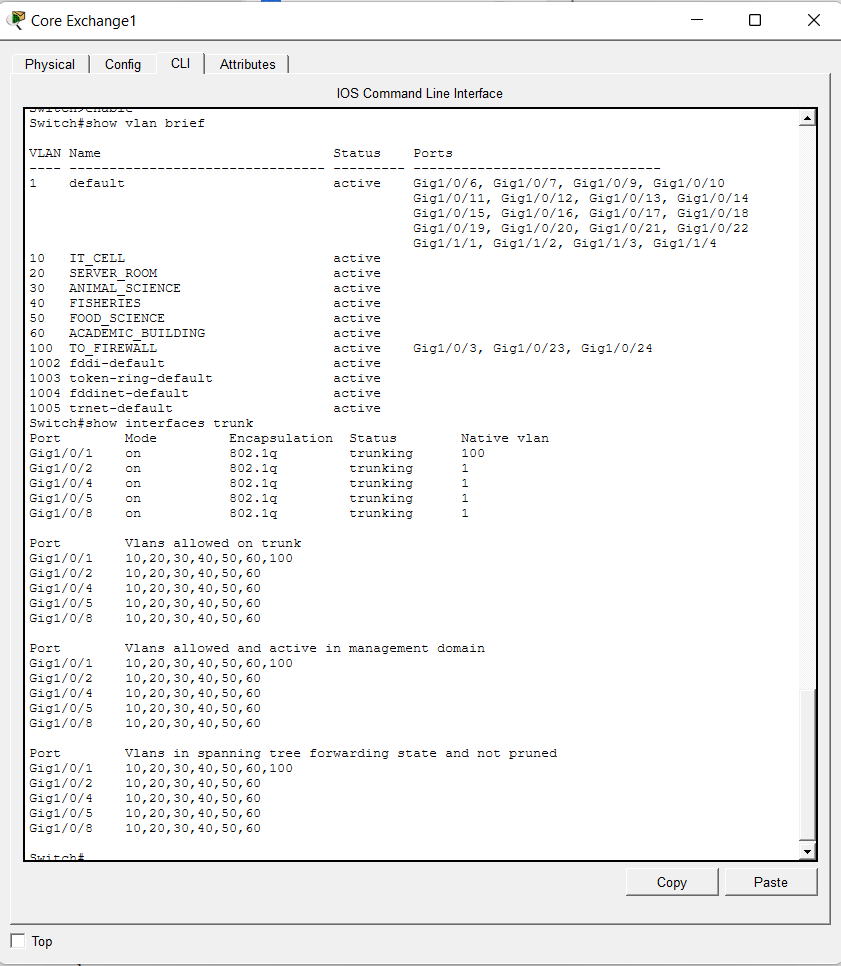 Core Exchange1
Physical Config CLI Attributes
IOS Command Line Interface
Switch>enable
Switch#show vlan brief
VLAN Name                             Status    Ports
---- -------------------------------- --------- -------------------------------
1    default                          active    Gig1/0/6, Gig1/0/7, Gig1/0/9, Gig1/0/10
                                                Gig1/0/11, Gig1/0/12, Gig1/0/13, Gig1/0/14
                                                Gig1/0/15, Gig1/0/16, Gig1/0/17, Gig1/0/18
                                                Gig1/0/19, Gig1/0/20, Gig1/0/21, Gig1/0/22
                                                Gig1/1/1, Gig1/1/2, Gig1/1/3, Gig1/1/4
10   IT_CELL                          active
20   SERVER_ROOM                      active
30   ANIMAL_SCIENCE                   active
40   FISHERIES                        active
50   FOOD_SCIENCE                     active
60   ACADEMIC_BUILDING                active
100  TO_FIREWALL                      active    Gig1/0/3, Gig1/0/23, Gig1/0/24
1002 fddi-default                     active
1003 token-ring-default               active
1004 fddinet-default                  active
1005 trnet-default                    active
Switch#show interfaces trunk
Port        Mode         Encapsulation  Status        Native vlan
Gig1/0/1    on           802.1q         trunking      100
Gig1/0/2    on           802.1q         trunking      1
Gig1/0/4    on           802.1q         trunking      1
Gig1/0/5    on           802.1q         trunking      1
Gig1/0/8    on           802.1q         trunking      1
Port        Vlans allowed on trunk
Gig1/0/1    10,20,30,40,50,60,100
Gig1/0/2    10,20,30,40,50,60
Gig1/0/4    10,20,30,40,50,60
Gig1/0/5    10,20,30,40,50,60
Gig1/0/8    10,20,30,40,50,60
Port        Vlans allowed and active in management domain
Gig1/0/1    10,20,30,40,50,60,100
Gig1/0/2    10,20,30,40,50,60
Gig1/0/4    10,20,30,40,50,60
Gig1/0/5    10,20,30,40,50,60
Gig1/0/8    10,20,30,40,50,60
Port        Vlans in spanning tree forwarding state and not pruned
Gig1/0/1    10,20,30,40,50,60,100
Gig1/0/2    10,20,30,40,50,60
Gig1/0/4    10,20,30,40,50,60
Gig1/0/5    10,20,30,40,50,60
Gig1/0/8    10,20,30,40,50,60
Switch#
Copy Paste
Top